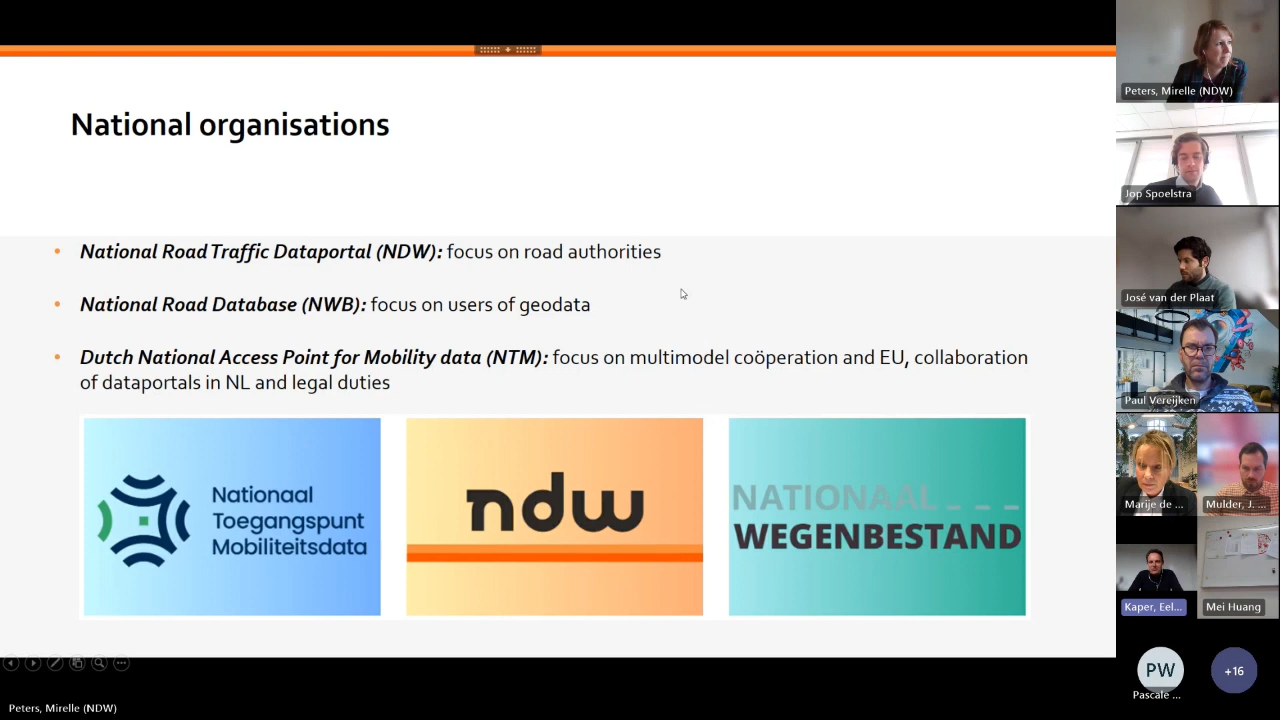 National organisations
• National Road Traffic Dataportal (NDW): focus on road authorities
• National Road Database (NWB): focus on users of geodata
• Dutch National Access Point for Mobility data (NTM): focus on multimodel coöperation and EU, collaboration
of dataportals in NL and legal duties
Nationaal
Toegangspunt
Mobiliteitsdata
ndw
NATIONAAL
WEGENBESTAND
Peters, Mirelle (NDW)
Peters, Mirelle (NDW)
Jop Spoelstra
José van der Plaat
Paul Vereijken
Marije de ...
Mulder, J. ...
Kaper, Eel...
Mei Huang
PW
Pascale ...
+16